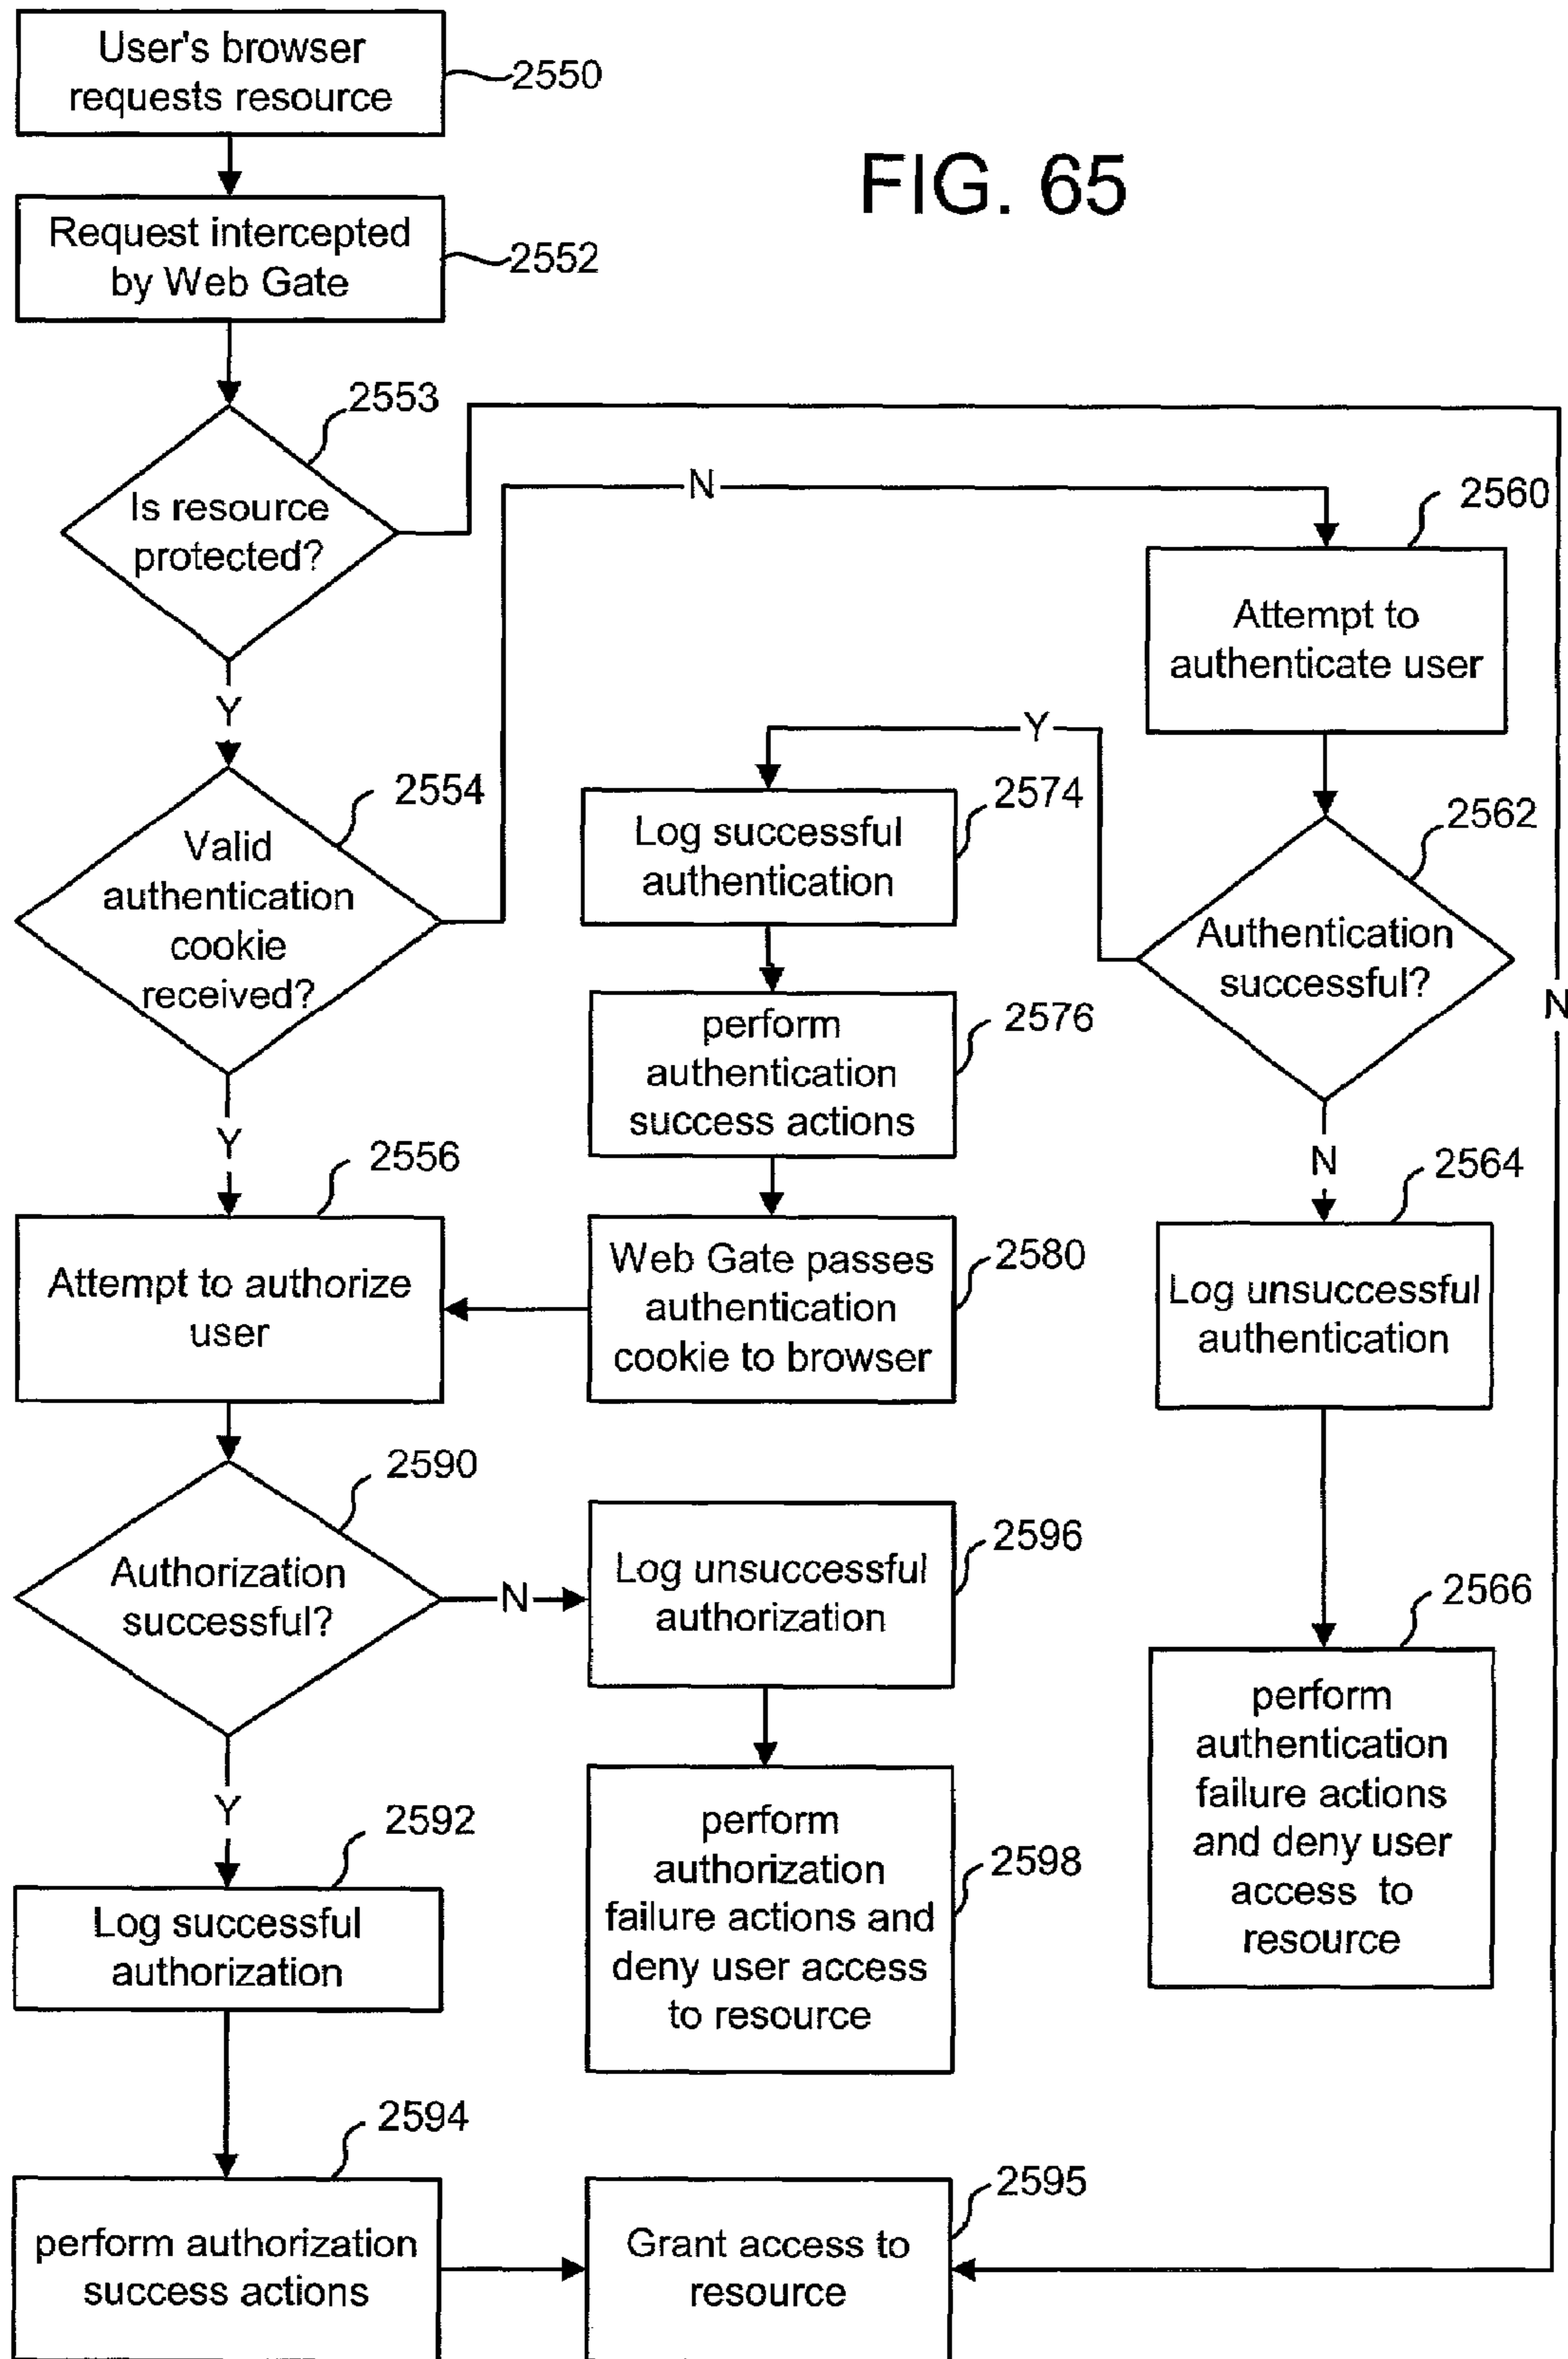 User's browser
requests resource
2550
FIG. 65
Request intercepted
by Web Gate
2552
2553
Is resource
protected?
N
Y
2554
Valid
authentication
cookie
received?
N
Y
2560
Attempt to
authenticate user
2562
Authentication
successful?
Y
N
2574
Log successful
authentication
2576
perform
authentication
success actions
2580
Web Gate passes
authentication
cookie to browser
2564
Log unsuccessful
authentication
2566
perform
authentication
failure actions
and deny user
access to
resource
2556
Attempt to authorize
user
2590
Authorization
successful?
N
Y
2596
Log unsuccessful
authorization
2598
perform
authorization
failure actions and
deny user access
to resource
2592
Log successful
authorization
2594
perform authorization
success actions
2595
Grant access to
resource